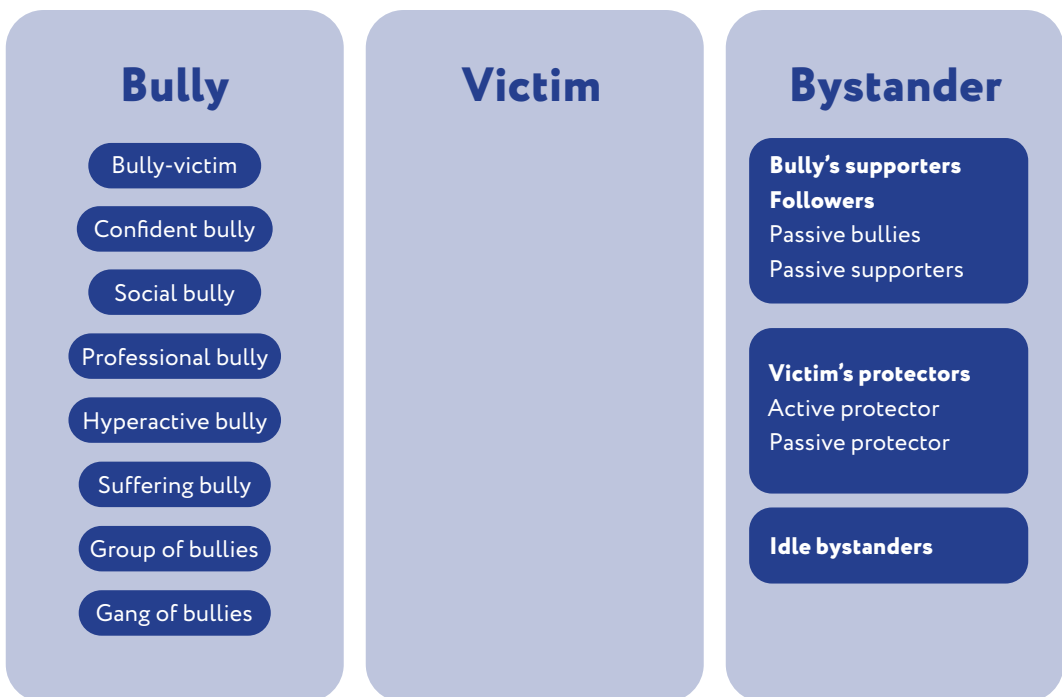 Bully
Bully-victim
Confident bully
Social bully
Professional bully
Hyperactive bully
Suffering bully
Group of bullies
Gang of bullies
Victim
Bystander
Bully’s supporters
Followers
Passive bullies
Passive supporters
Victim’s protectors
Active protector
Passive protector
Idle bystanders